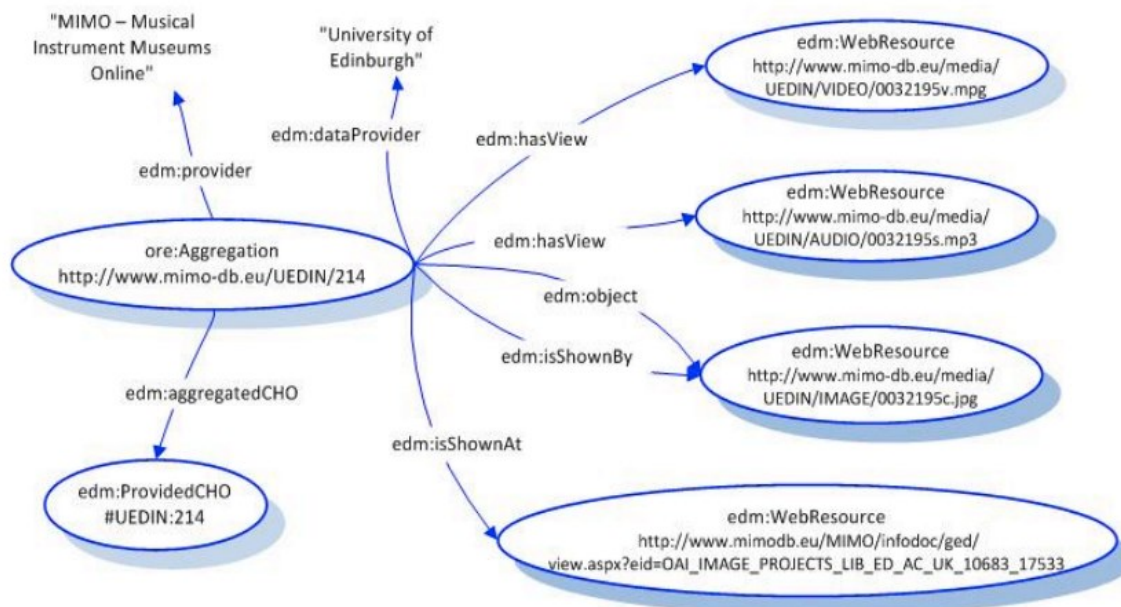 "MIMO – Musical
Instrument Museums
Online"
"University of
Edinburgh"
edm:WebResource
http://www.mimo-db.eu/media/
UEDIN/VIDEO/0032195v.mpg
edm:dataProvider
edm:hasView
edm:provider
edm:WebResource
http://www.mimo-db.eu/media/
UEDIN/AUDIO/0032195s.mp3
edm:hasView
ore:Aggregation
http://www.mimo-db.eu/UEDIN/214
edm:object
edm:isShownBy
edm:WebResource
http://www.mimo-db.eu/media/
UEDIN/IMAGE/0032195c.jpg
edm:aggregatedCHO
edm:isShownAt
edm:ProvidedCHO
#UEDIN:214
edm:WebResource
http://www.mimodb.eu/MIMO/infodoc/ged/
view.aspx?eid=OAI_IMAGE_PROJECTS_LIB_ED_AC_UK_10683_17533